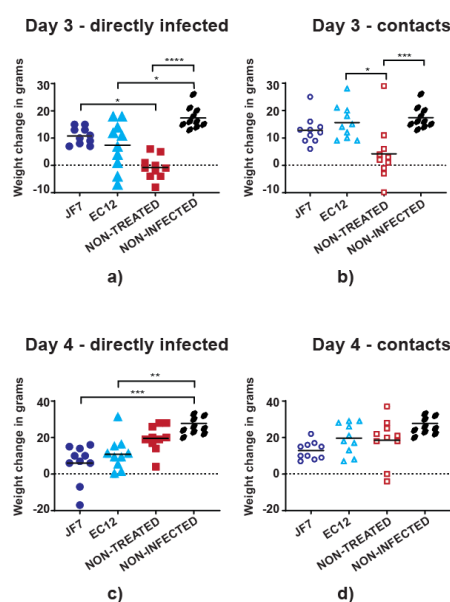 Day 3 - directly infected
****
*
*
Weight change in grams
30
20
10
0
-10
JF7
EC12
NON-TREATED
NON-INFECTED
a)
Day 3 - contacts
***
*
Weight change in grams
30
20
10
0
-10
JF7
EC12
NON-TREATED
NON-INFECTED
b)
Day 4 - directly infected
**
***
Weight change in grams
40
20
0
-20
JF7
EC12
NON-TREATED
NON-INFECTED
c)
Day 4 - contacts
Weight change in grams
40
20
0
-20
JF7
EC12
NON-TREATED
NON-INFECTED
d)